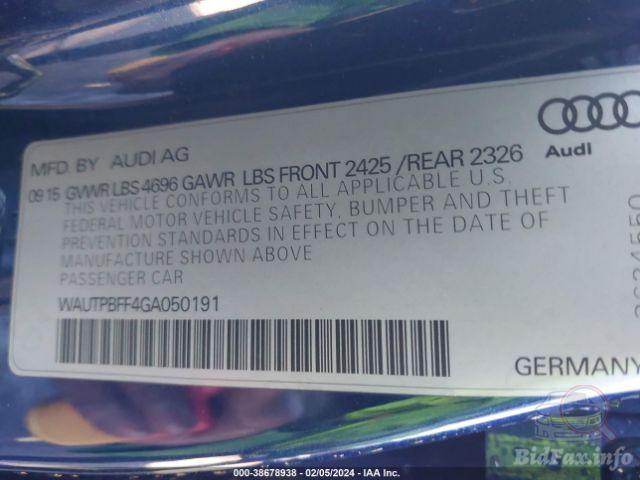 MFD. BY AUDI AG
09 15 GVWR LBS 4696 GAWR LBS FRONT 2425 / REAR 2326
THIS VEHICLE CONFORMS TO ALL APPLICABLE U.S.
FEDERAL MOTOR VEHICLE SAFETY, BUMPER AND THEFT
PREVENTION STANDARDS IN EFFECT ON THE DATE OF
MANUFACTURE SHOWN ABOVE
PASSENGER CAR
WAUTPBFF4GA050191
Audi
GERMANY
BidFax.info
000-38678938 - 02/05/2024 - IAA Inc.